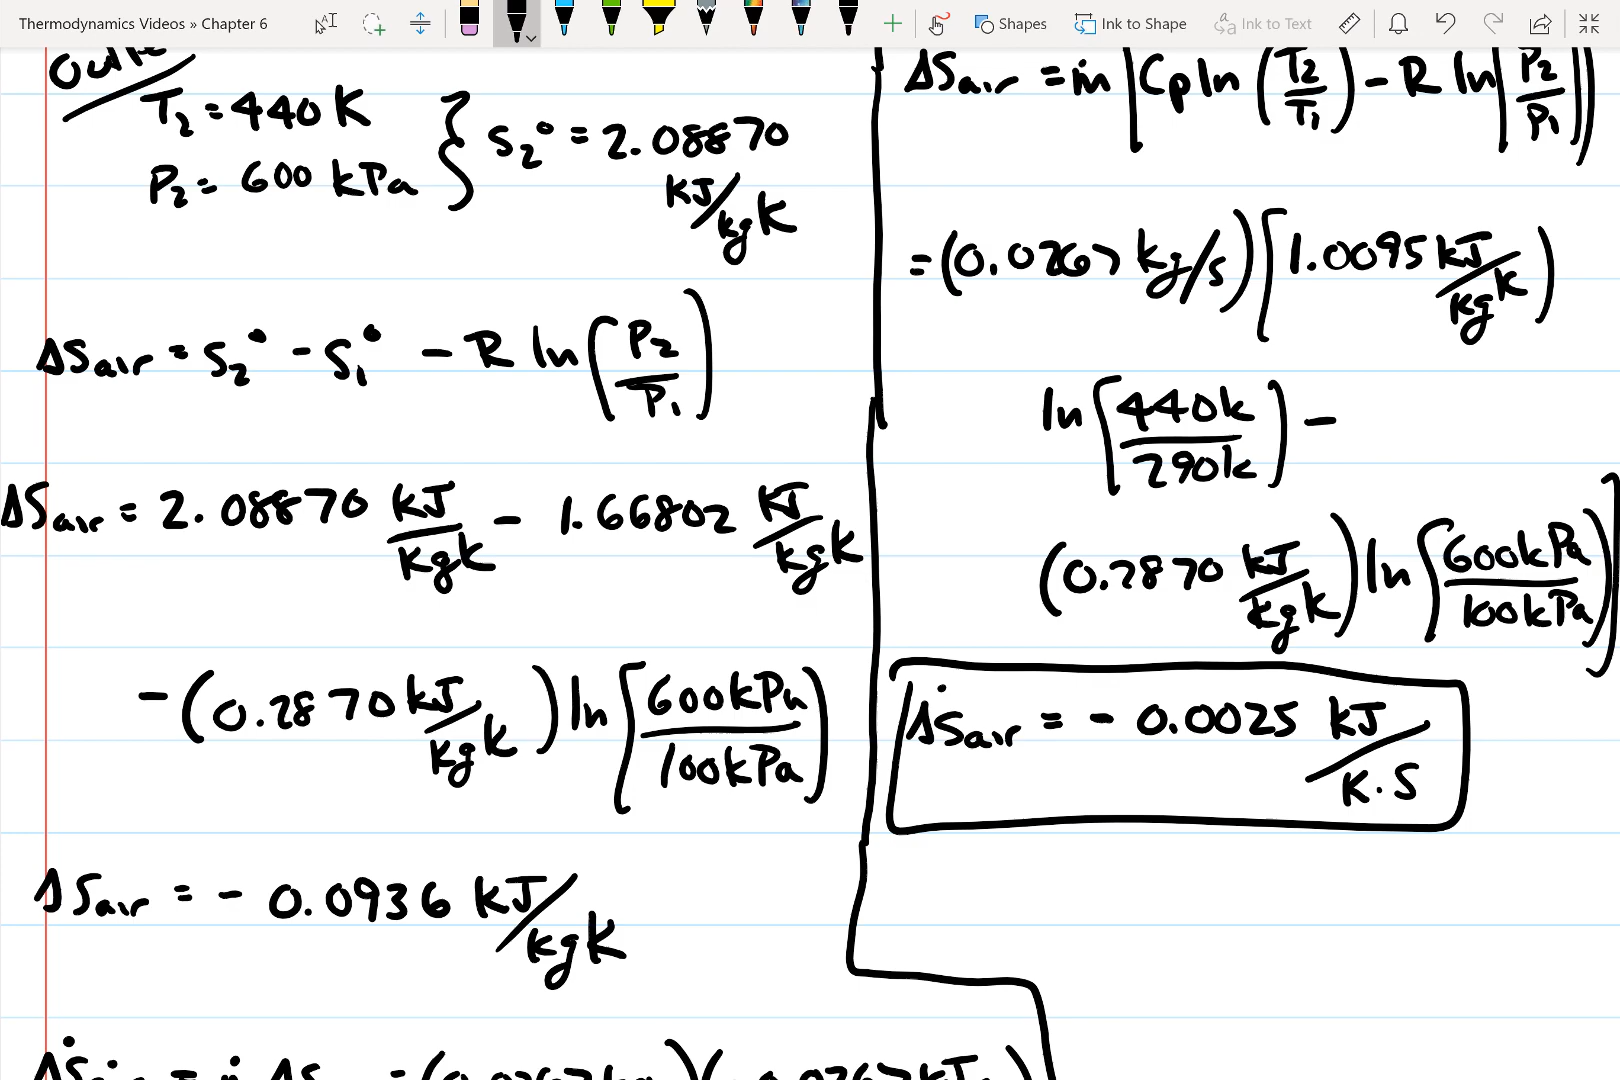 Thermodynamics Videos » Chapter 6
Shapes
Ink to Shape
Ink to Text
T₂ = 440 K
P₂ = 600 kPa
S₂° = 2.08870
kJ/kgK
ΔSair = S₂° - S₁° - R ln(P₂/P₁)
ΔSair = 2.08870 kJ/kgK - 1.66802 kJ/kgK
- (0.2870 kJ/kgK) ln(600kPa/100kPa)
ΔSair = - 0.0936 kJ/kgK
ΔSair = ṁ(Cp ln(T₂/T₁) - R ln(P₂/P₁))
= (0.0267 kg/s)[1.0095 kJ/kgK)
ln(440k/290k) -
(0.2870 kJ/kgK) ln(600kPa/100kPa)]
ΔṠair = - 0.0025 kJ/K.S